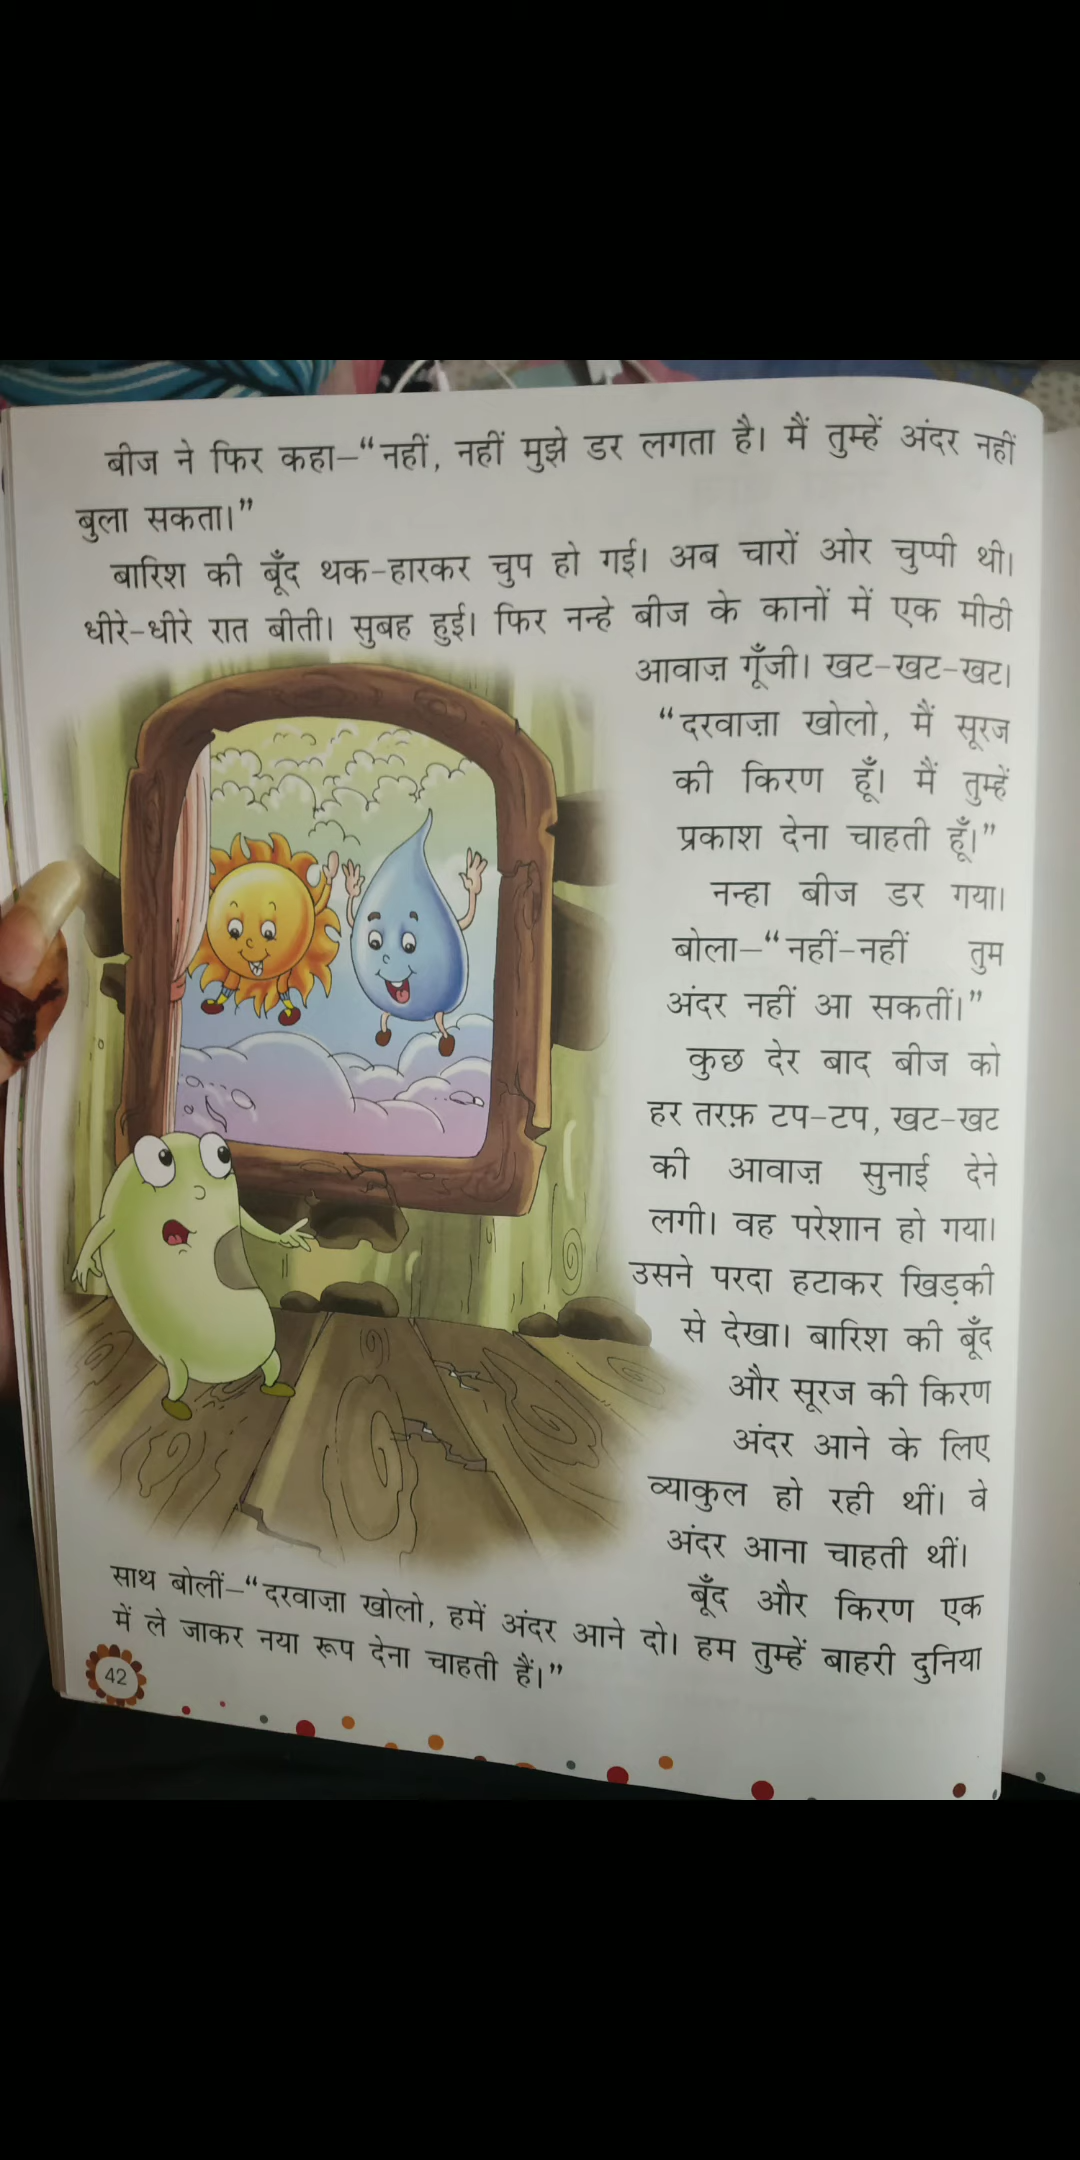 बीज ने फिर कहा–“नहीं, नहीं मुझे डर लगता है। मैं तुम्हें अंदर नहीं
बुला सकता।”
बारिश की बूँद थक-हारकर चुप हो गई। अब चारों ओर चुप्पी थी।
धीरे-धीरे रात बीती। सुबह हुई। फिर नन्हे बीज के कानों में एक मीठी
आवाज़ गूँजी। खट-खट-खट।
“दरवाज़ा खोलो, मैं सूरज
की किरण हूँ। मैं तुम्हें
प्रकाश देना चाहती हूँ।”
नन्हा बीज डर गया।
बोला–“नहीं-नहीं तुम
अंदर नहीं आ सकतीं।”
कुछ देर बाद बीज को
हर तरफ़ टप-टप, खट-खट
की आवाज़ सुनाई देने
लगी। वह परेशान हो गया।
उसने परदा हटाकर खिड़की
से देखा। बारिश की बूँद
और सूरज की किरण
अंदर आने के लिए
व्याकुल हो रही थीं। वे
अंदर आना चाहती थीं।
बूँद और किरण एक
साथ बोलीं–“दरवाज़ा खोलो, हमें अंदर आने दो। हम तुम्हें बाहरी दुनिया
में ले जाकर नया रूप देना चाहती हैं।”
42